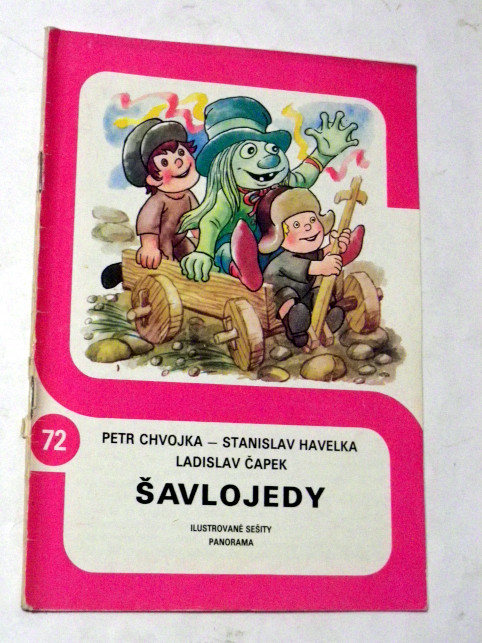 72
PETR CHVOJKA – STANISLAV HAVELKA
LADISLAV ČAPEK
ŠAVLOJEDY
ILUSTROVANÉ SEŠITY
PANORAMA